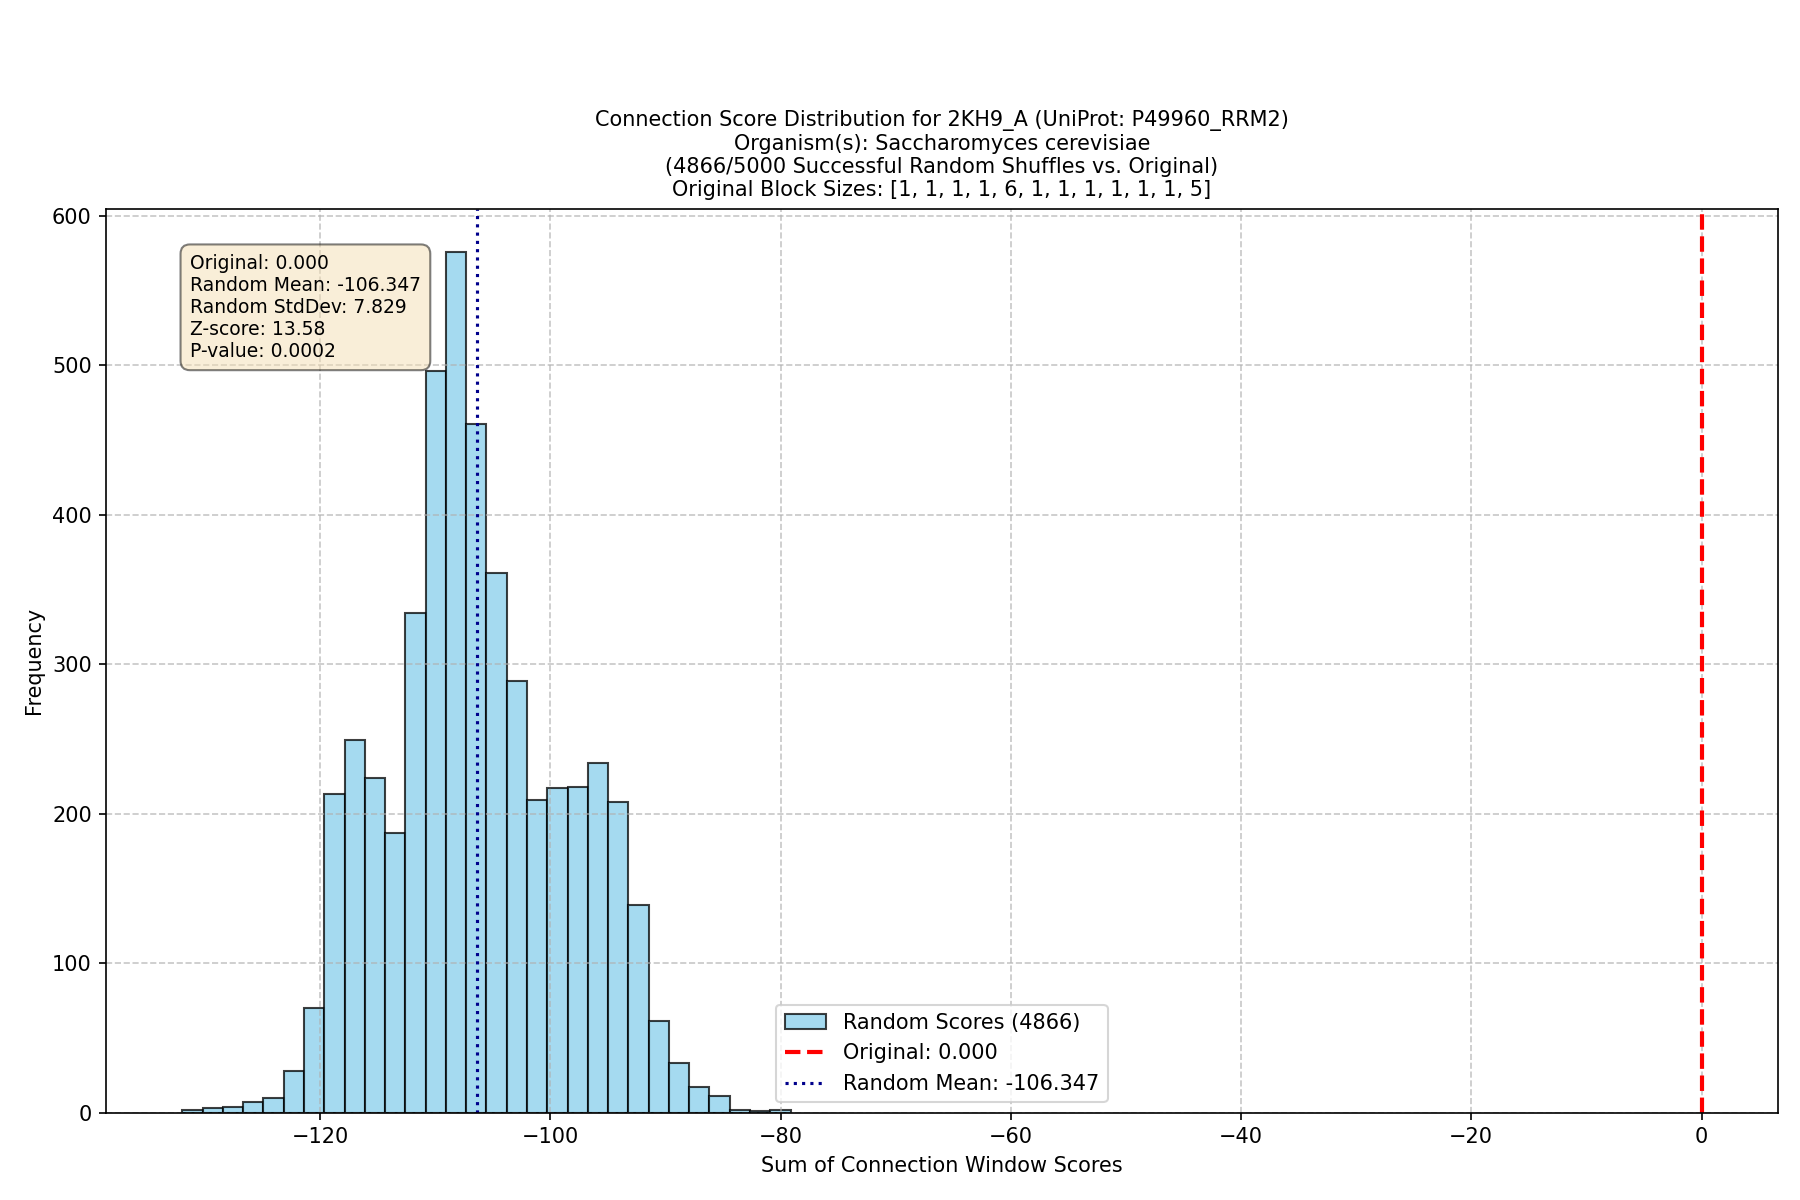 Connection Score Distribution for 2KH9_A (UniProt: P49960_RRM2)
Organism(s): Saccharomyces cerevisiae
(4866/5000 Successful Random Shuffles vs. Original)
Original Block Sizes: [1, 1, 1, 1, 6, 1, 1, 1, 1, 1, 1, 5]
Original: 0.000
Random Mean: -106.347
Random StdDev: 7.829
Z-score: 13.58
P-value: 0.0002
600
500
400
300
200
100
0
Frequency
Random Scores (4866)
Original: 0.000
Random Mean: -106.347
−120
−100
−80
−60
−40
−20
0
Sum of Connection Window Scores